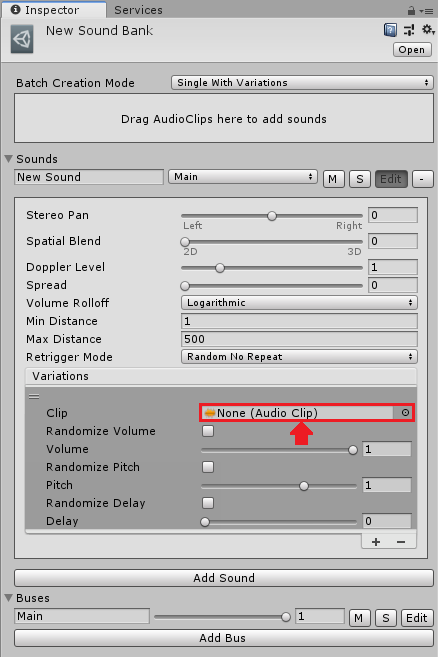 Inspector Services
New Sound Bank
Open
Batch Creation Mode Single With Variations
Drag AudioClips here to add sounds
Sounds
New Sound Main M S Edit -
Stereo Pan 0
Left Right
Spatial Blend 0
2D 3D
Doppler Level 1
Spread 0
Volume Rolloff Logarithmic
Min Distance 1
Max Distance 500
Retrigger Mode Random No Repeat
Variations
Clip None (Audio Clip)
Randomize Volume
Volume 1
Randomize Pitch
Pitch 1
Randomize Delay
Delay 0
+ −
Add Sound
Buses
Main 1 M S Edit
Add Bus